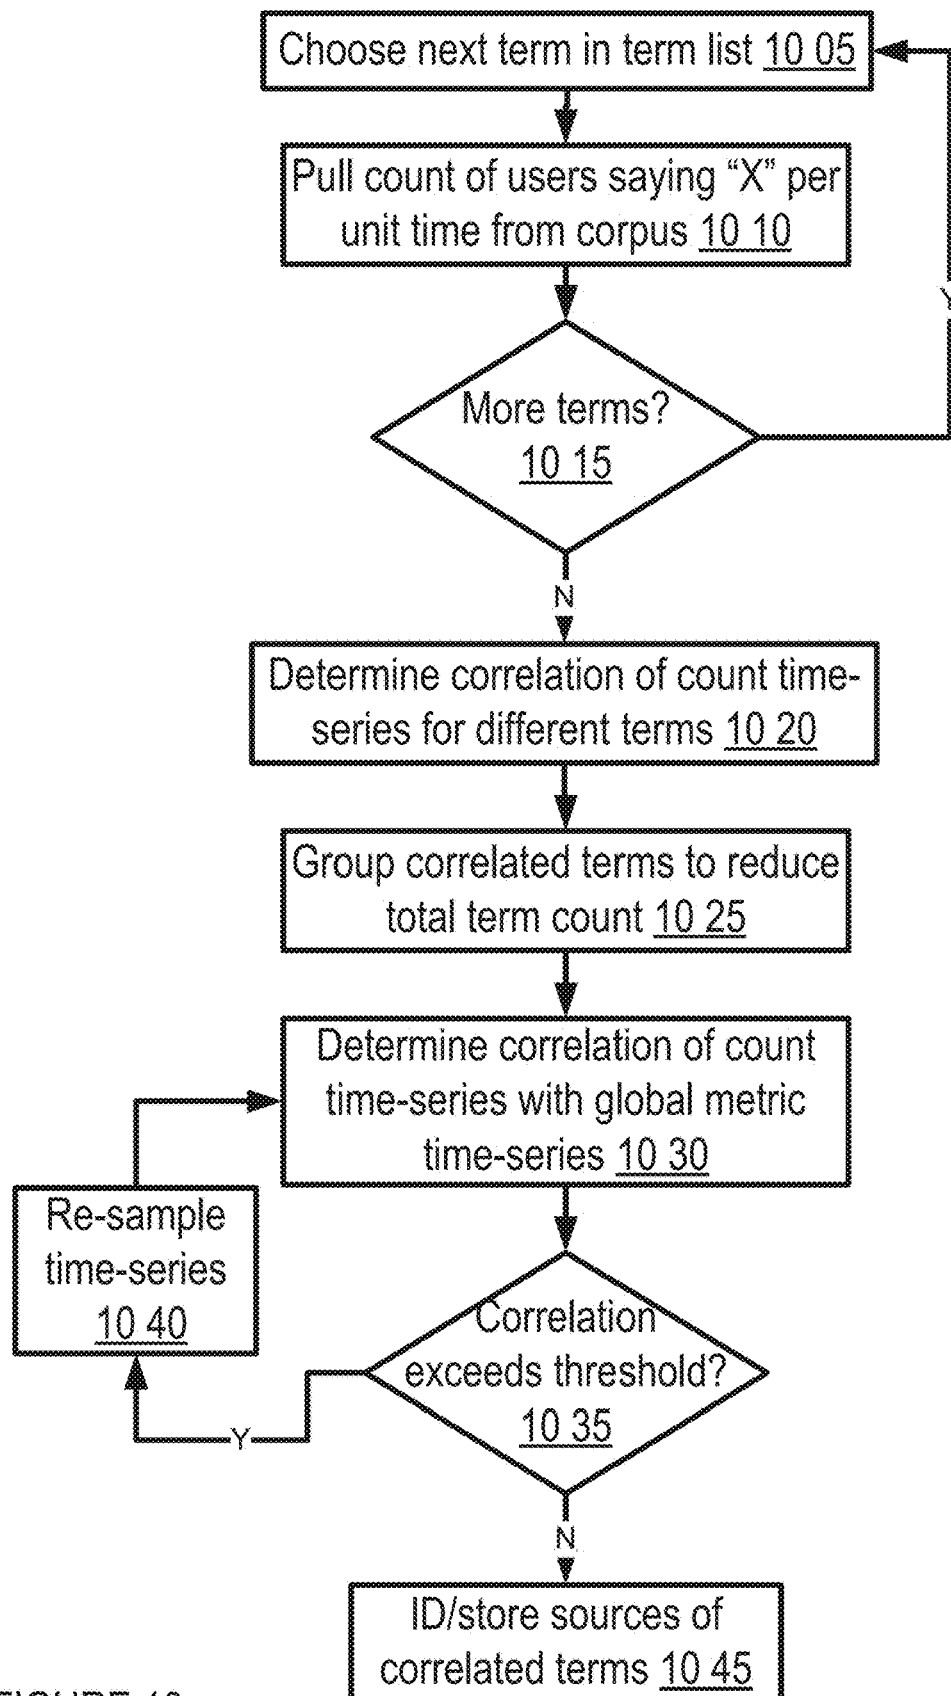 Choose next term in term list 10 05
Pull count of users saying “X” per
unit time from corpus 10 10
Y
More terms?
10 15
N
Determine correlation of count time-
series for different terms 10 20
Group correlated terms to reduce
total term count 10 25
Determine correlation of count
time-series with global metric
time-series 10 30
Re-sample
time-series
10 40
Correlation
exceeds threshold?
10 35
Y
N
ID/store sources of
correlated terms 10 45